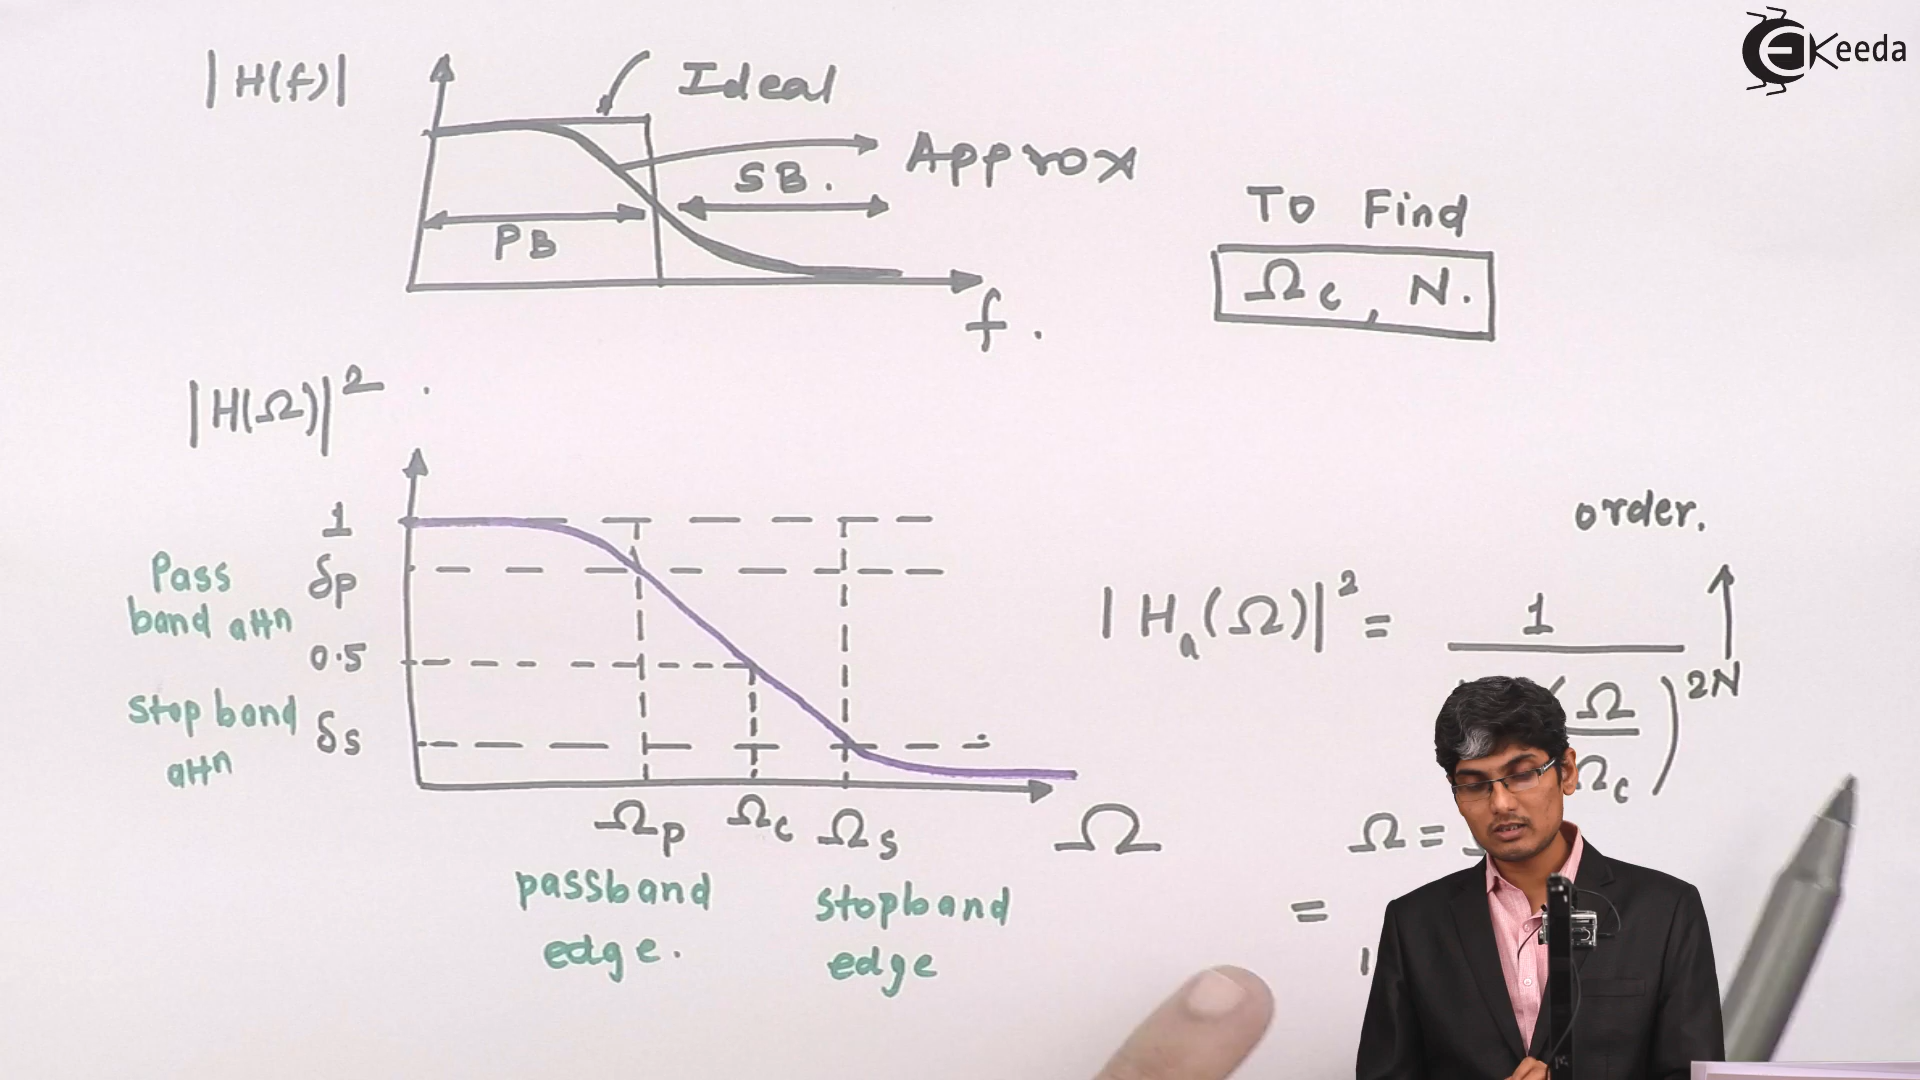 Keeda
|H(f)|
Ideal
Approx
SB.
PB
f.
To Find
Ωc, N.
|H(Ω)|²
1
δp
0.5
δs
Pass
band attn
stop band
attn
Ωp Ωc Ωs Ω
passband
edge.
stopband
edge
order.
|Ha(Ω)|² = 1
(Ω
Ωc)2N
Ω =
=